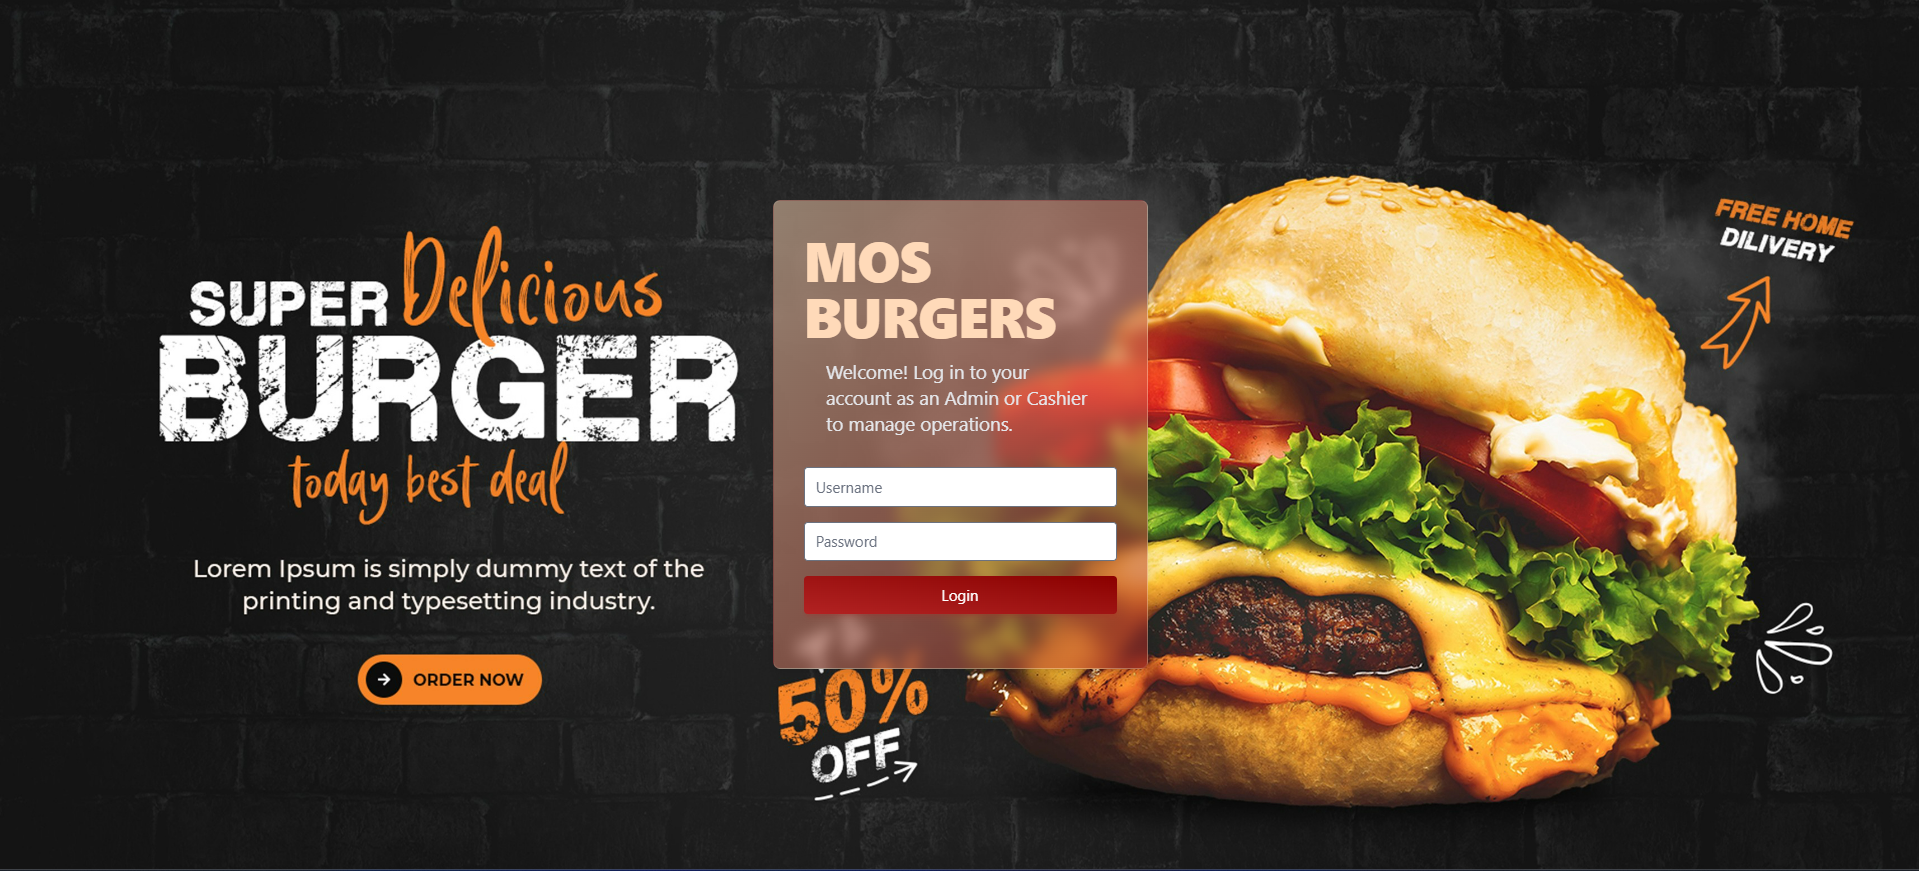 SUPER Delicious
BURGER
today best deal
Lorem Ipsum is simply dummy text of the
printing and typesetting industry.
ORDER NOW
MOS
BURGERS
Welcome! Log in to your
account as an Admin or Cashier
to manage operations.
Username
Password
Login
50%
OFF
FREE HOME
DILIVERY